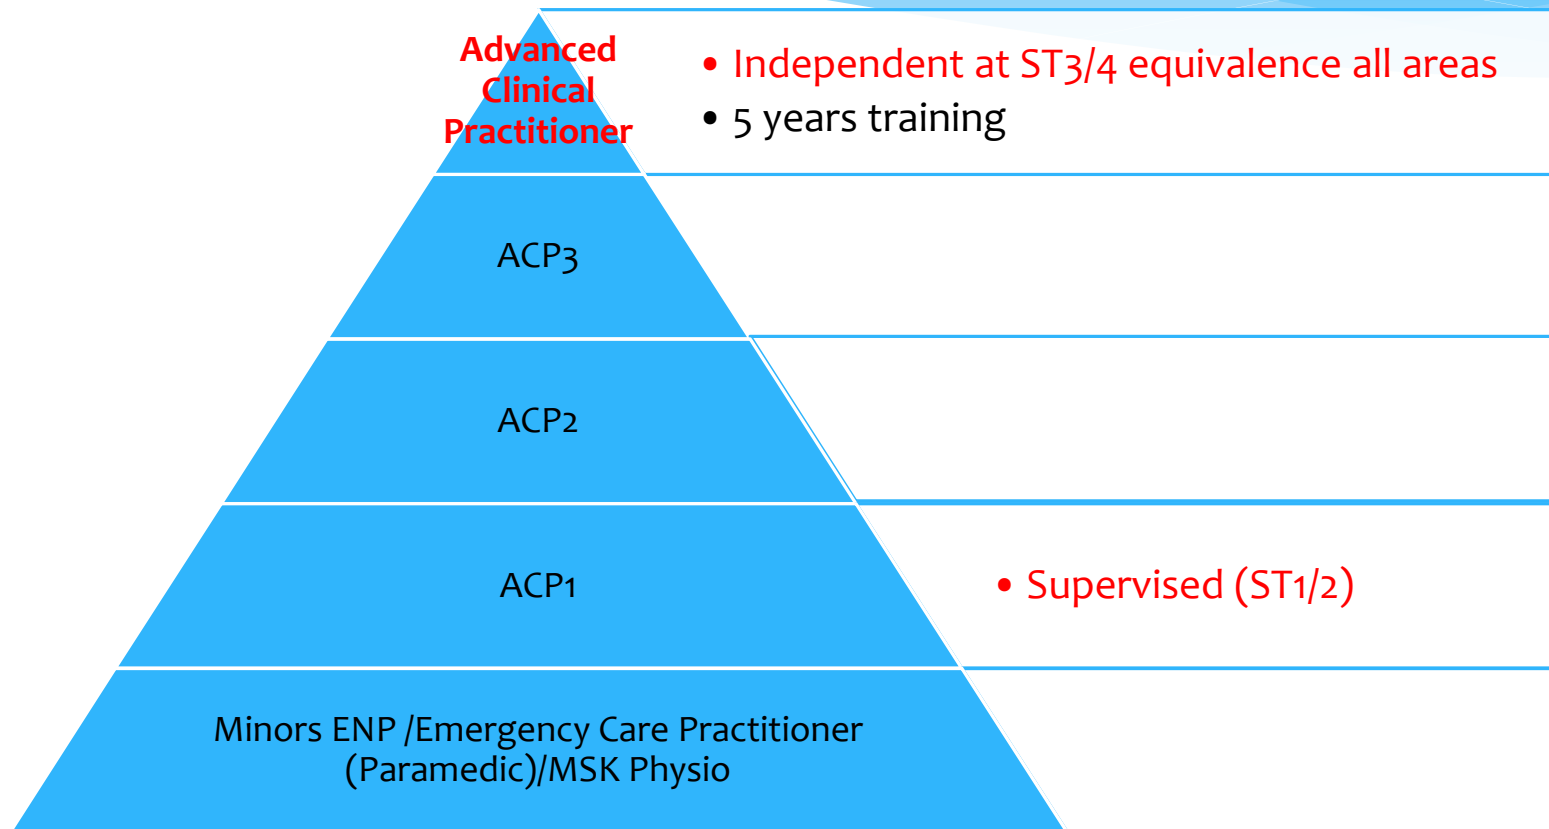 Advanced
Clinical
Practitioner
• Independent at ST3/4 equivalence all areas
• 5 years training
ACP3
ACP2
ACP1
• Supervised (ST1/2)
Minors ENP /Emergency Care Practitioner
(Paramedic)/MSK Physio